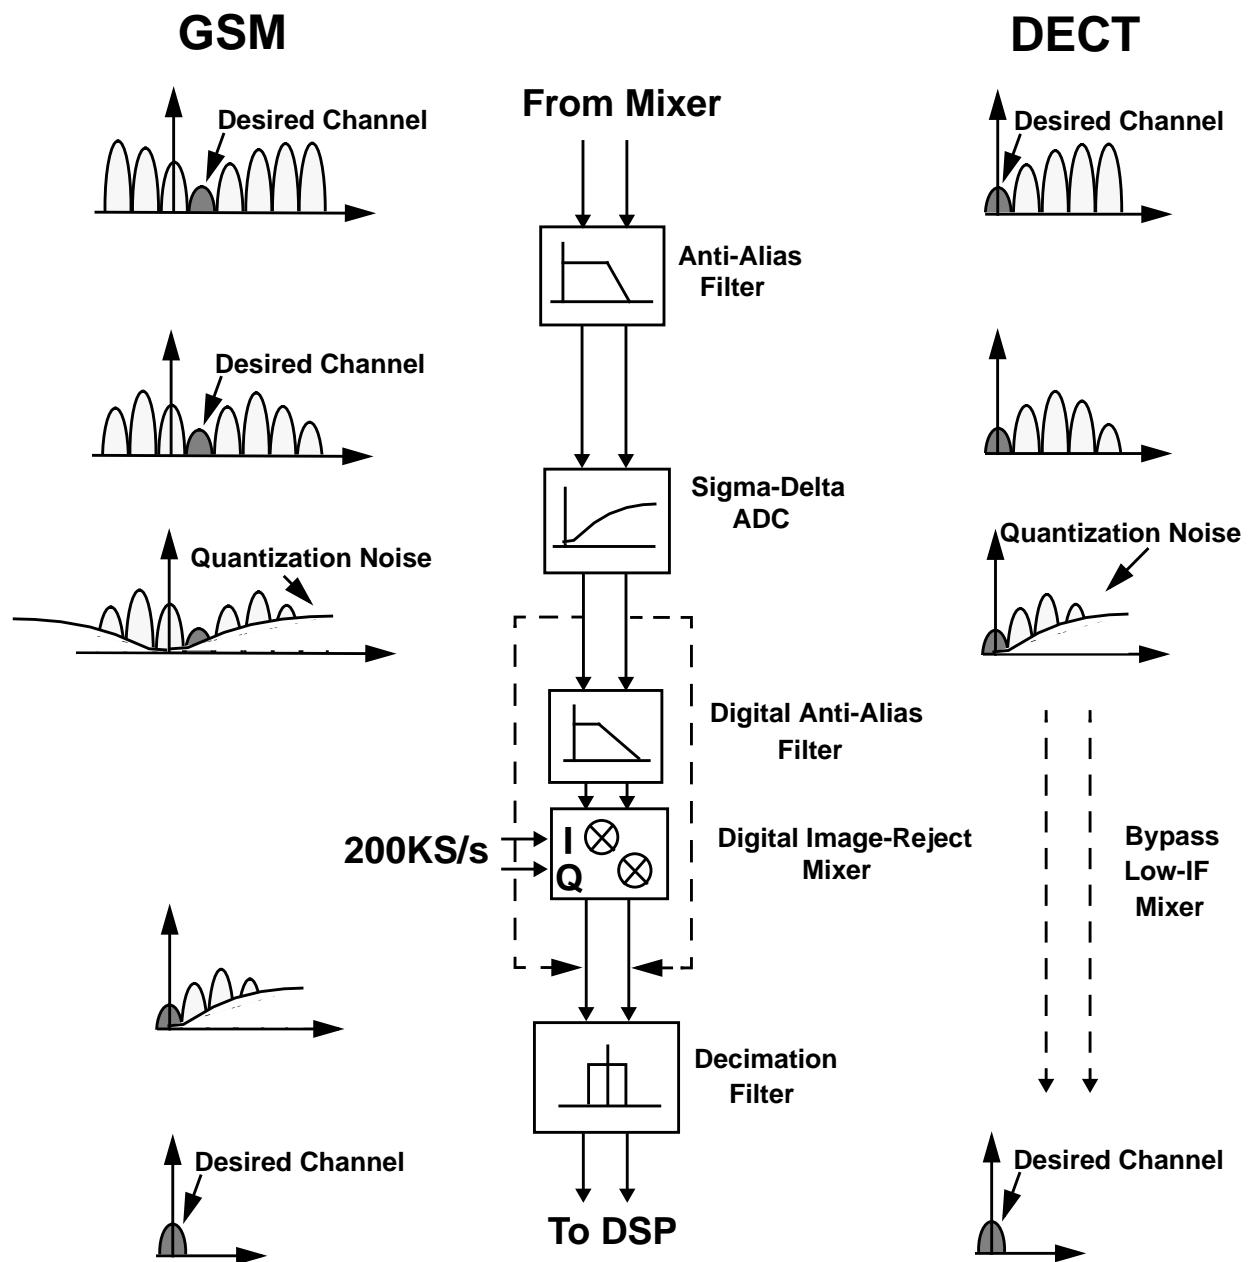 GSM
DECT
From Mixer
Desired Channel
Desired Channel
Anti-Alias
Filter
Desired Channel
Sigma-Delta
ADC
Quantization Noise
Quantization Noise
Digital Anti-Alias
Filter
200KS/s
I
Q
Digital Image-Reject
Mixer
Bypass
Low-IF
Mixer
Decimation
Filter
Desired Channel
Desired Channel
To DSP